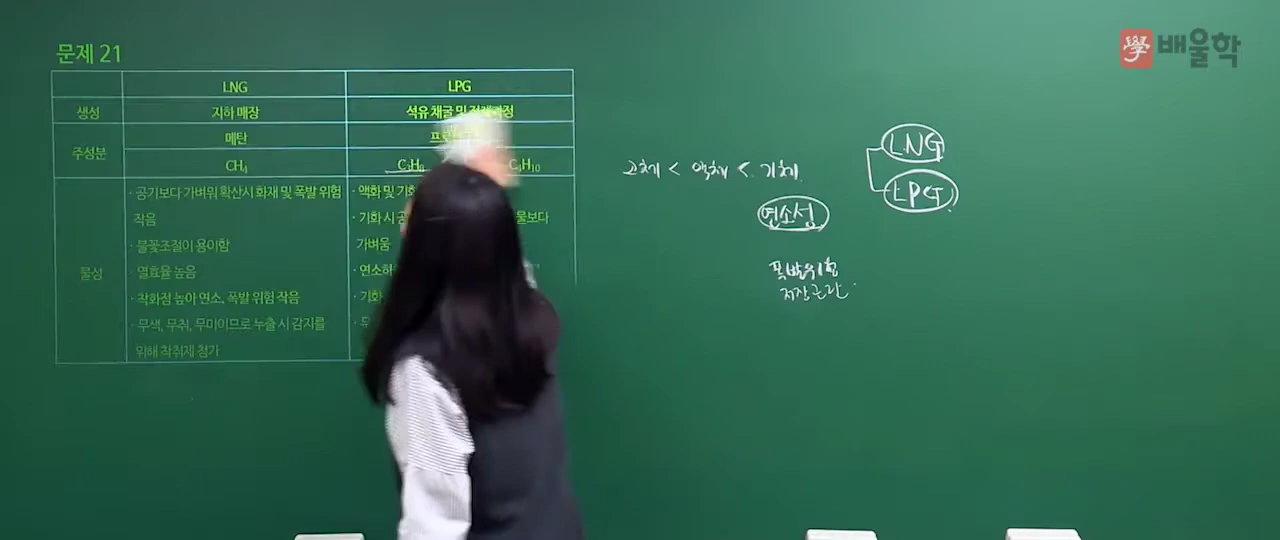 문제 21
學 배울학
LNG LPG
생성 지하 매장 석유 채굴 및 정제과정
주성분 메탄
CH₄ C₃H₈ C₄H₁₀
물성
· 공기보다 가벼워 확산시 화재 및 폭발 위험
작음
· 불꽃조절이 용이함
· 열효율 높음
· 착화점 높아 연소, 폭발 위험 작음
· 무색, 무취, 무미이므로 누출 시 감지를
위해 착취제 첨가
· 액화 및 기화
· 기화 시 물보다
가벼움
· 연소
· 기화
고체 < 액체 < 기체
연소성
폭발위험
저장공간
LNG
LPG